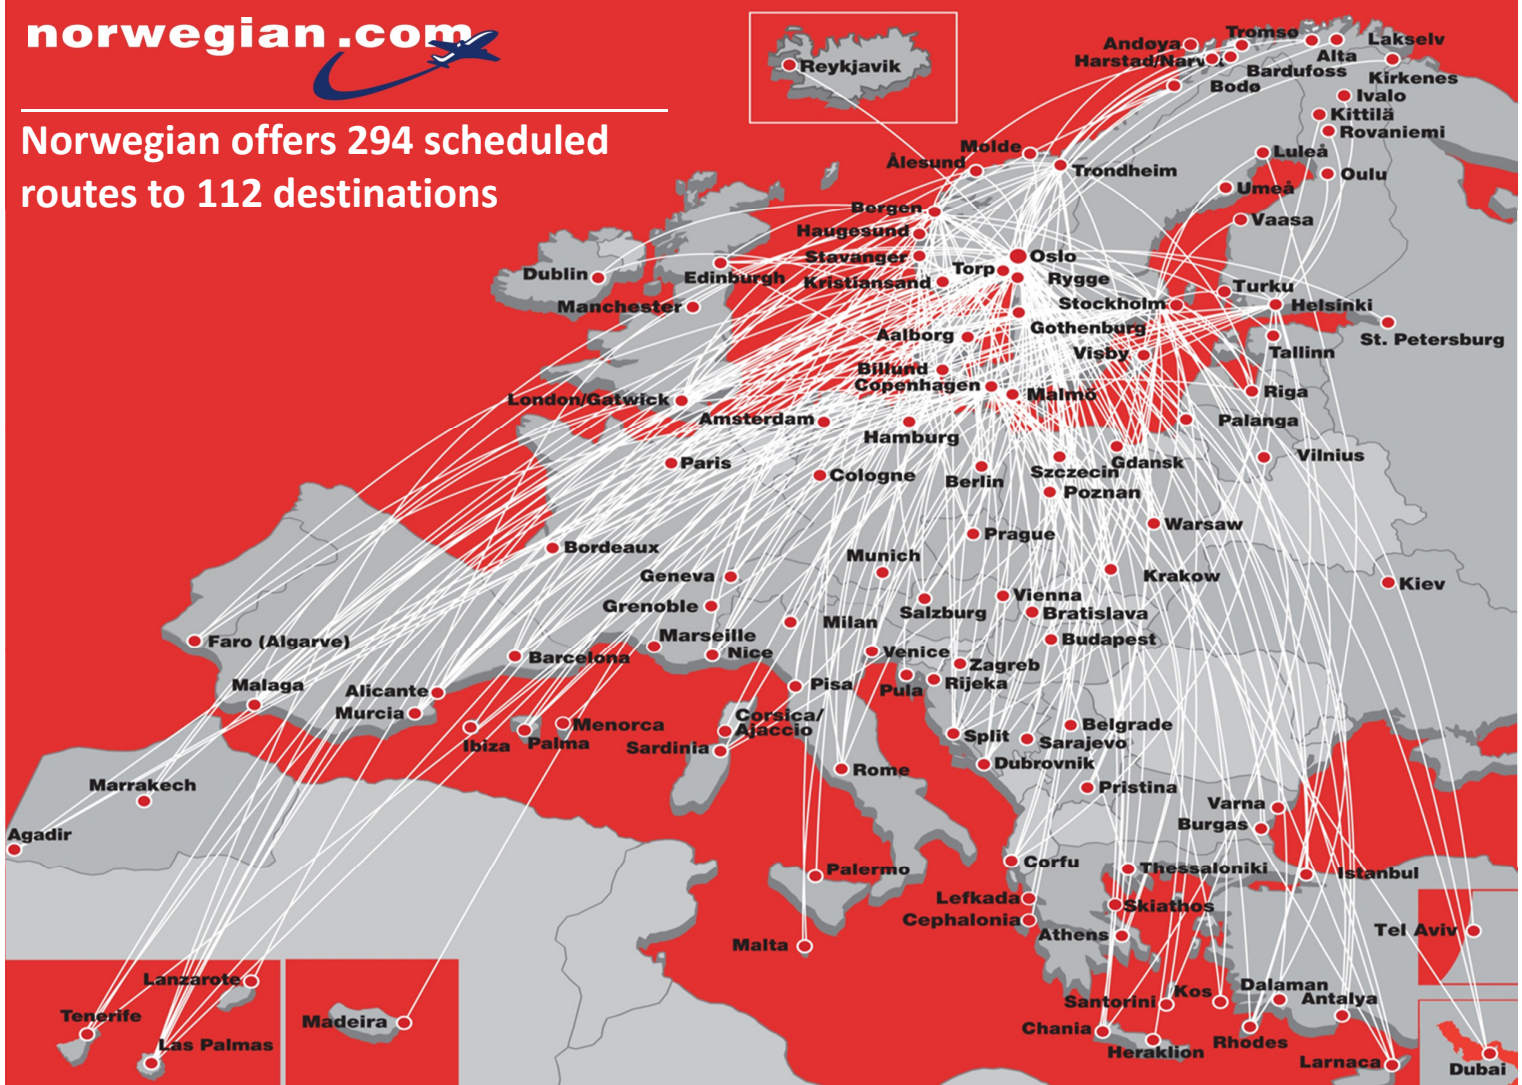 norwegian.com
Norwegian offers 294 scheduled
routes to 112 destinations
Reykjavik
Andøya
Tromsø
Lakselv
Harstad/Narvik
Alta
Bardufoss
Kirkenes
Bodø
Ivalo
Kittilä
Rovaniemi
Molde
Ålesund
Trondheim
Luleå
Oulu
Umeå
Bergen
Vaasa
Haugesund
Stavanger
Oslo
Torp
Dublin
Edinburgh
Kristiansand
Rygge
Turku
Manchester
Stockholm
Helsinki
Gothenburg
St. Petersburg
Aalborg
Visby
Tallinn
Billund
Copenhagen
Malmö
Riga
London/Gatwick
Amsterdam
Hamburg
Palanga
Paris
Cologne
Berlin
Szczecin
Gdansk
Vilnius
Poznan
Warsaw
Prague
Bordeaux
Munich
Geneva
Krakow
Kiev
Grenoble
Salzburg
Vienna
Bratislava
Milan
Faro (Algarve)
Marseille
Budapest
Barcelona
Nice
Venice
Zagreb
Malaga
Alicante
Pisa
Pula
Rijeka
Murcia
Corsica/
Ajaccio
Menorca
Ibiza
Palma
Sardinia
Split
Belgrade
Sarajevo
Dubrovnik
Rome
Marrakech
Pristina
Varna
Burgas
Agadir
Corfu
Palermo
Thessaloniki
Istanbul
Lefkada
Skiathos
Cephalonia
Athens
Tel Aviv
Malta
Lanzarote
Kos
Dalaman
Santorini
Antalya
Tenerife
Madeira
Chania
Las Palmas
Heraklion
Rhodes
Larnaca
Dubai